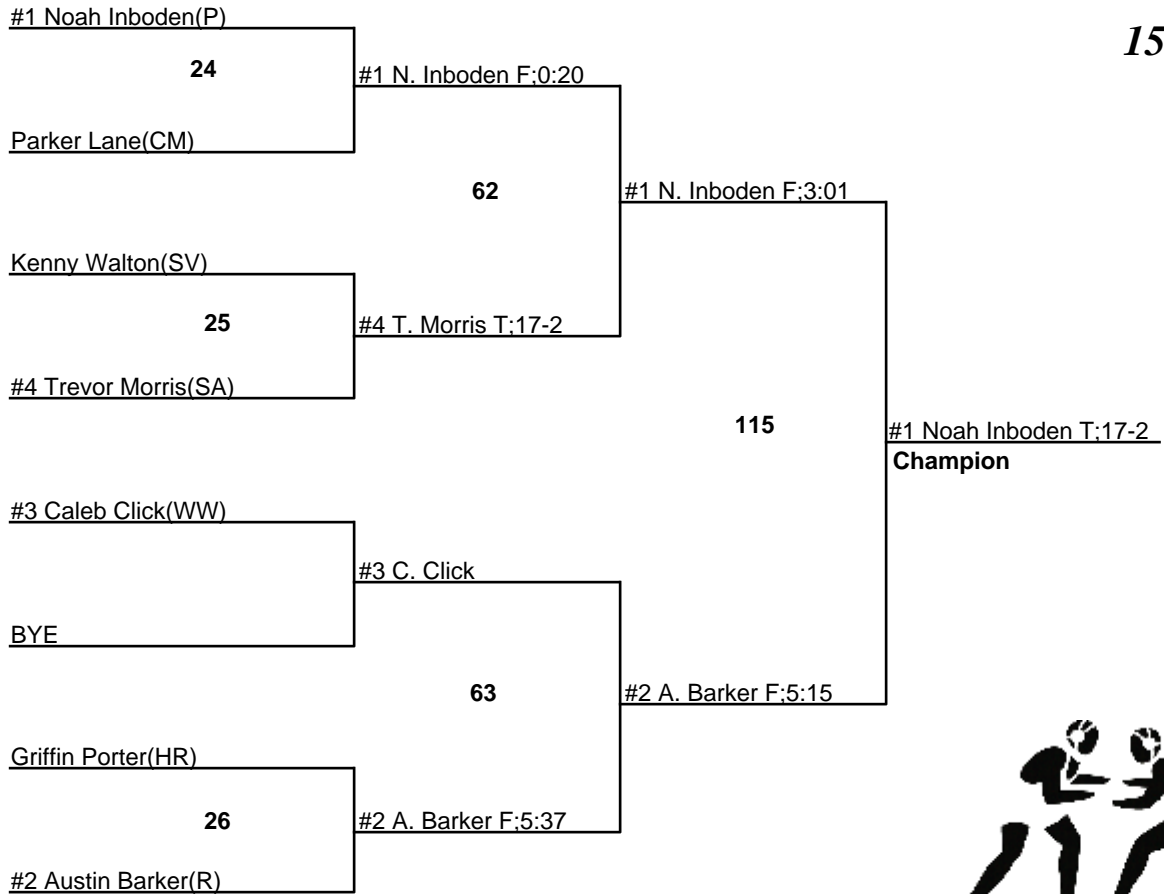 #1 Noah Inboden(P)
15
24
#1 N. Inboden F;0:20
Parker Lane(CM)
62
#1 N. Inboden F;3:01
Kenny Walton(SV)
25
#4 T. Morris T;17-2
#4 Trevor Morris(SA)
115
#1 Noah Inboden T;17-2
Champion
#3 Caleb Click(WW)
#3 C. Click
BYE
63
#2 A. Barker F;5:15
Griffin Porter(HR)
26
#2 A. Barker F;5:37
#2 Austin Barker(R)